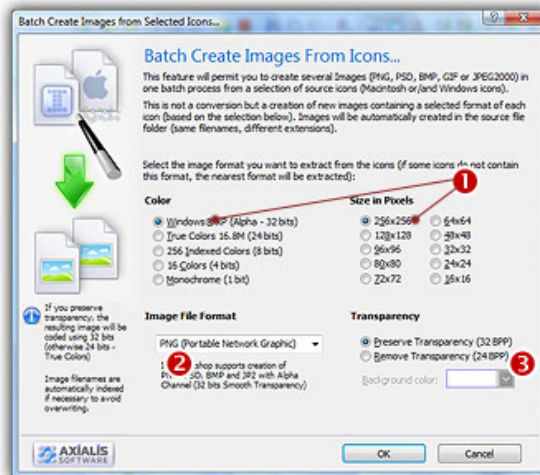 Batch Create Images from Selected Icons...
Batch Create Images From Icons...
This feature will permit you to create several Images (PNG, PSD, BMP, GIF or JPEG2000) in
one batch process from a selection of source icons (Macintosh or/and Windows icons).
This is not a conversion but a creation of new images containing a selected format of each
icon (based on the selection below). Images will be automatically created in the source file
folder (same filenames, different extensions).
Select the image format you want to extract from the icons (if some icons do not contain
this format, the nearest format will be extracted):
1
Color
Windows (Alpha - 32 bits)
True Colors 16.8M (24 bits)
256 Indexed Colors (8 bits)
16 Colors (4 bits)
Monochrome (1 bit)
Size in Pixels
256x256
128x128
96x96
80x80
72x72
64x64
48x48
32x32
24x24
16x16
If you preserve
transparency, the
resulting image will be
coded using 32 bits
(otherwise 24 bits -
True Colors)
Image filenames are
automatically indexed
if necessary to avoid
overwriting.
Image File Format
PNG (Portable Network Graphic)
2
shop supports creation of
BMP and JP2 with Alpha
Channel (32 bits Smooth Transparency)
Transparency
Preserve Transparency (32 BPP)
Remove Transparency (24 BPP)
3
Background color:
AXIALIS
SOFTWARE
OK
Cancel